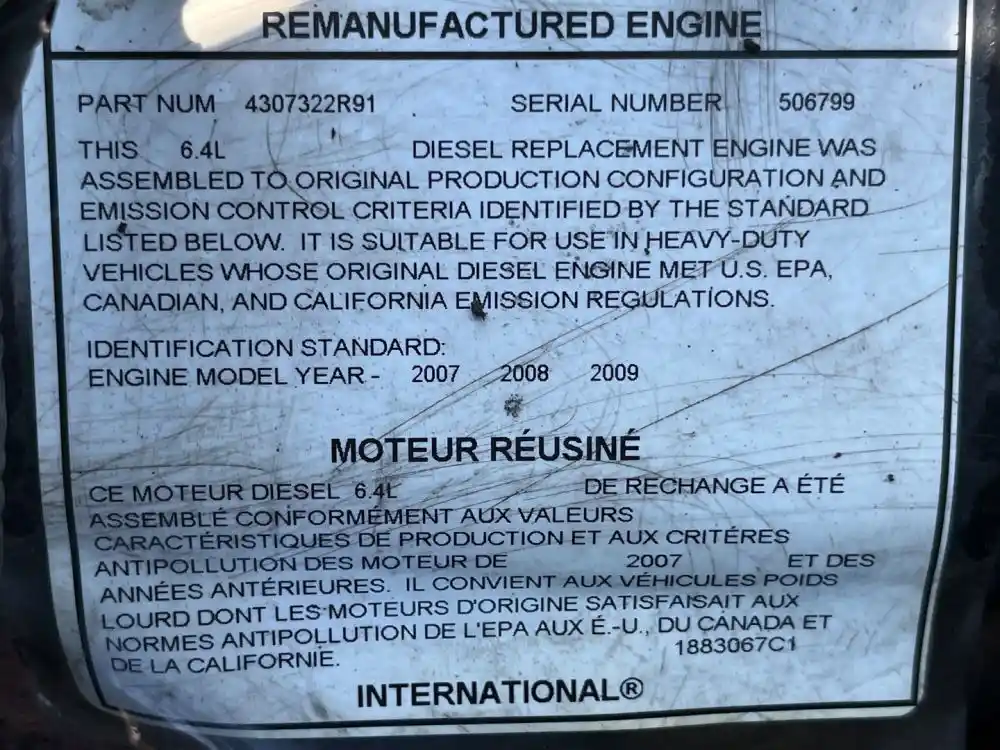 REMANUFACTURED ENGINE
PART NUM 4307322R91 SERIAL NUMBER 506799
THIS 6.4L DIESEL REPLACEMENT ENGINE WAS
ASSEMBLED TO ORIGINAL PRODUCTION CONFIGURATION AND
EMISSION CONTROL CRITERIA IDENTIFIED BY THE STANDARD
LISTED BELOW. IT IS SUITABLE FOR USE IN HEAVY-DUTY
VEHICLES WHOSE ORIGINAL DIESEL ENGINE MET U.S. EPA,
CANADIAN, AND CALIFORNIA EMISSION REGULATIONS.
IDENTIFICATION STANDARD:
ENGINE MODEL YEAR - 2007 2008 2009
MOTEUR RÉUSINÉ
CE MOTEUR DIESEL 6.4L DE RECHANGE A ÉTÉ
ASSEMBLÉ CONFORMÉMENT AUX VALEURS
CARACTÉRISTIQUES DE PRODUCTION ET AUX CRITÉRES
ANTIPOLLUTION DES MOTEUR DE 2007 ET DES
ANNÉES ANTÉRIEURES. IL CONVIENT AUX VÉHICULES POIDS
LOURD DONT LES MOTEURS D'ORIGINE SATISFAISAIT AUX
NORMES ANTIPOLLUTION DE L'EPA AUX É.-U., DU CANADA ET
DE LA CALIFORNIE. 1883067C1
INTERNATIONAL®